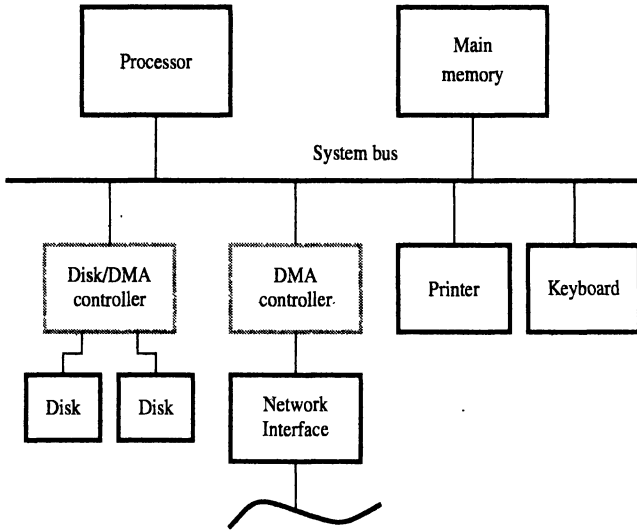 Processor
Main
memory
System bus
Disk/DMA
controller
DMA
controller
Printer
Keyboard
Disk
Disk
Network
Interface